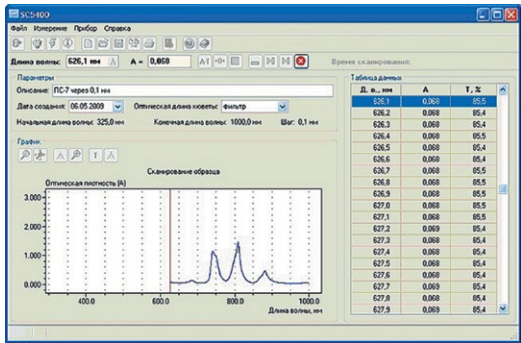 SC5400
Файл Измерение Прибор Справка
Длина волны: 626,1 нм A = 0,068
Время сканирования:
Параметры
Описание: ПС-7 через 0,1 нм
Дата создания: 06.05.2009 Оптическая длина кюветы: фильтр
Начальная длина волны: 325,0 нм Конечная длина волны: 1000,0 нм Шаг: 0,1 нм
График
Сканирование образца
Оптическая плотность (A)
3.000
2.000
1.000
0.000
400.0 600.0 800.0 1000.0
Длина волны, нм
Таблица данных
Д. в., нм A T, %
626,1 0,068 85,5
626,2 0,068 85,4
626,3 0,068 85,4
626,4 0,068 85,5
626,5 0,068 85,4
626,6 0,068 85,4
626,7 0,068 85,5
626,8 0,068 85,5
626,9 0,068 85,5
627,0 0,068 85,5
627,1 0,068 85,5
627,2 0,069 85,4
627,3 0,068 85,4
627,4 0,068 85,4
627,5 0,068 85,4
627,6 0,068 85,4
627,7 0,068 85,4
627,8 0,069 85,4
627,9 0,069 85,4